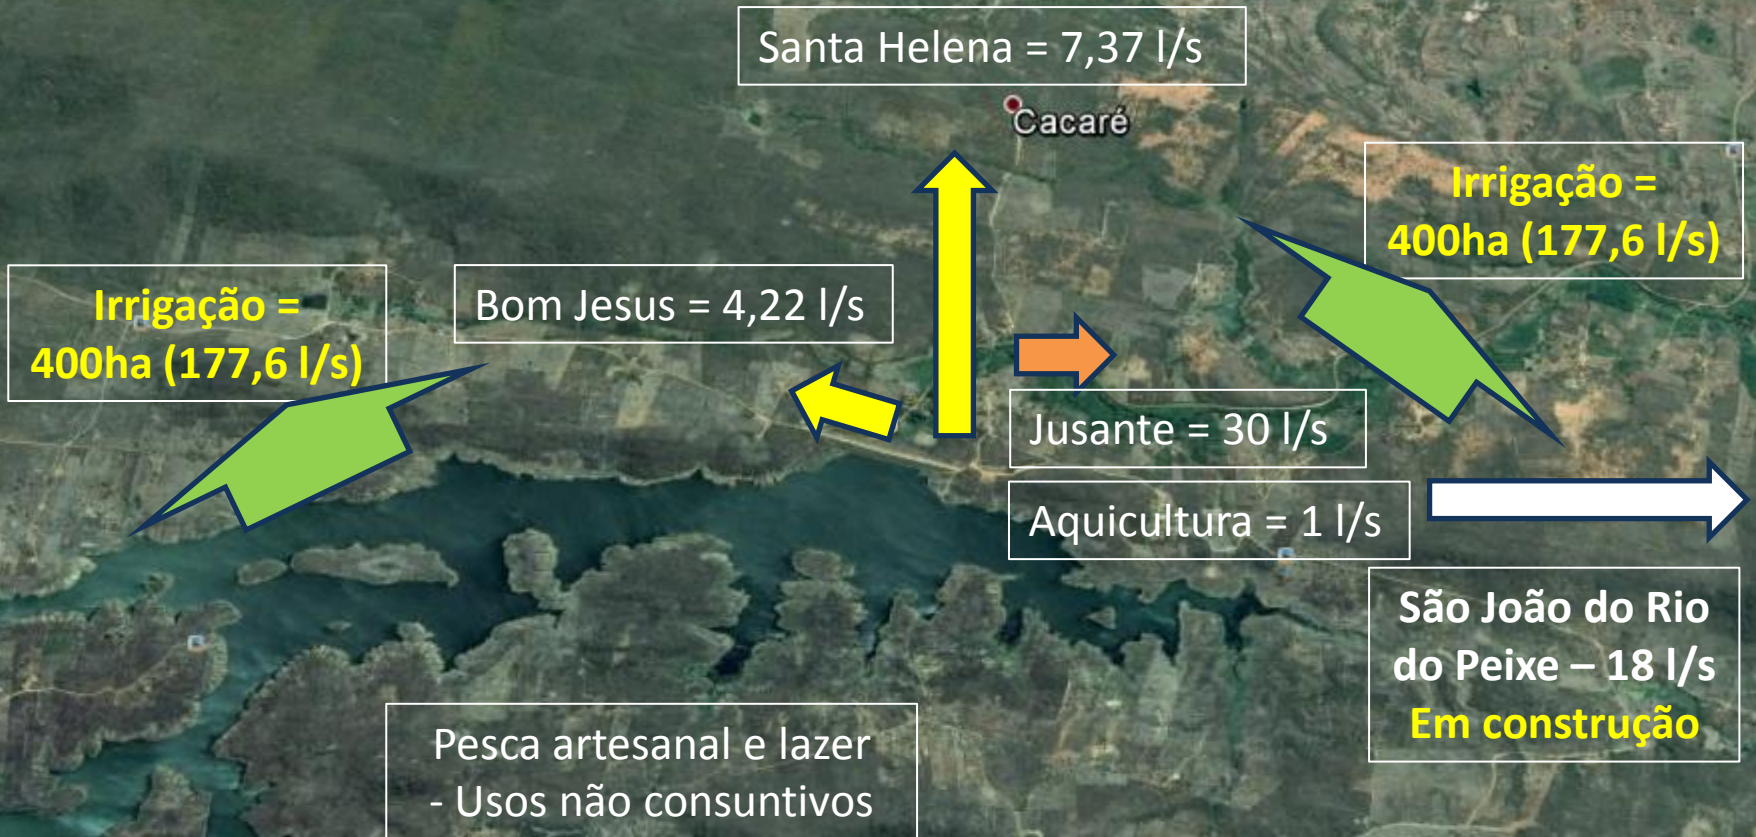 Santa Helena = 7,37 l/s
Cacaré
Irrigação =
400ha (177,6 l/s)
Irrigação =
400ha (177,6 l/s)
Bom Jesus = 4,22 l/s
Jusante = 30 l/s
Aquicultura = 1 l/s
São João do Rio
do Peixe – 18 l/s
Em construção
Pesca artesanal e lazer
- Usos não consuntivos